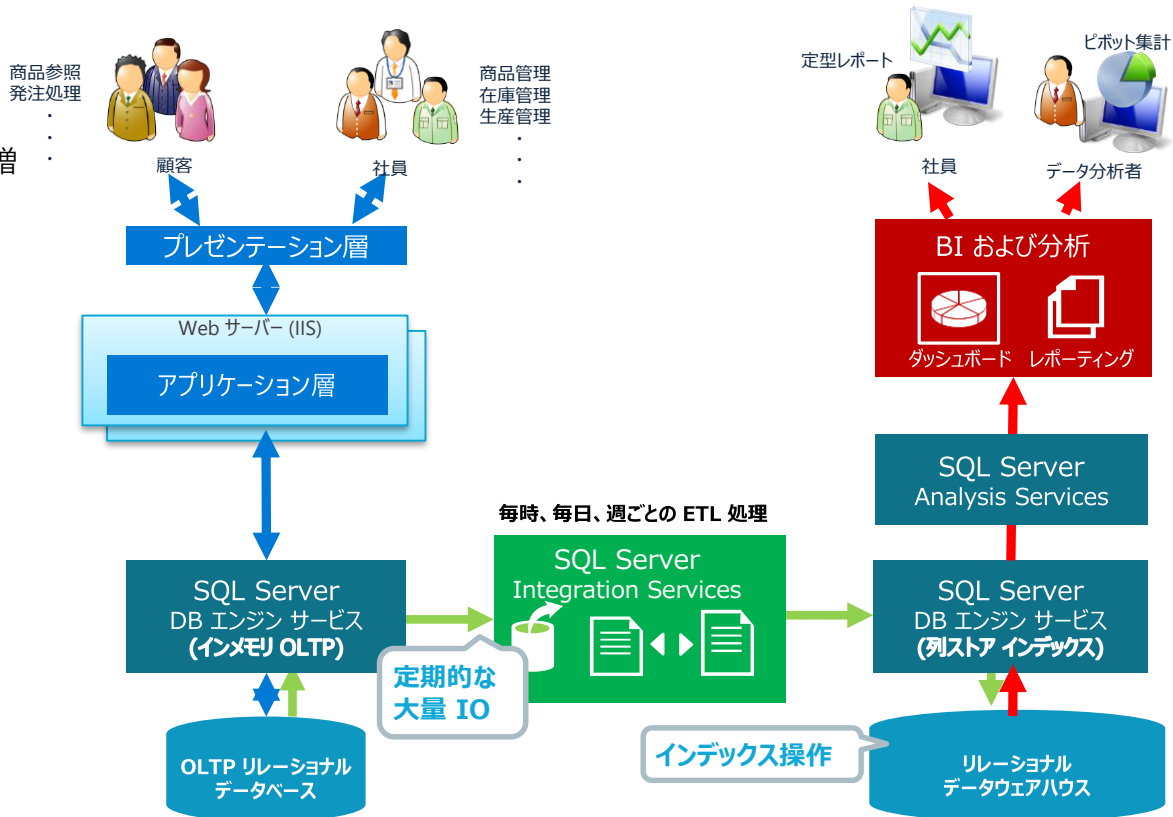 商品参照
発注処理
・
・
・
増
顧客
社員
商品管理
在庫管理
生産管理
・
・
・
定型レポート
ピボット集計
社員
データ分析者
プレゼンテーション層
Web サーバー (IIS)
アプリケーション層
BI および分析
ダッシュボード
レポーティング
SQL Server
Analysis Services
毎時、毎日、週ごとの ETL 処理
SQL Server
DB エンジン サービス
(インメモリ OLTP)
SQL Server
Integration Services
SQL Server
DB エンジン サービス
(列ストア インデックス)
定期的な
大量 IO
インデックス操作
OLTP リレーショナル
データベース
リレーショナル
データウェアハウス